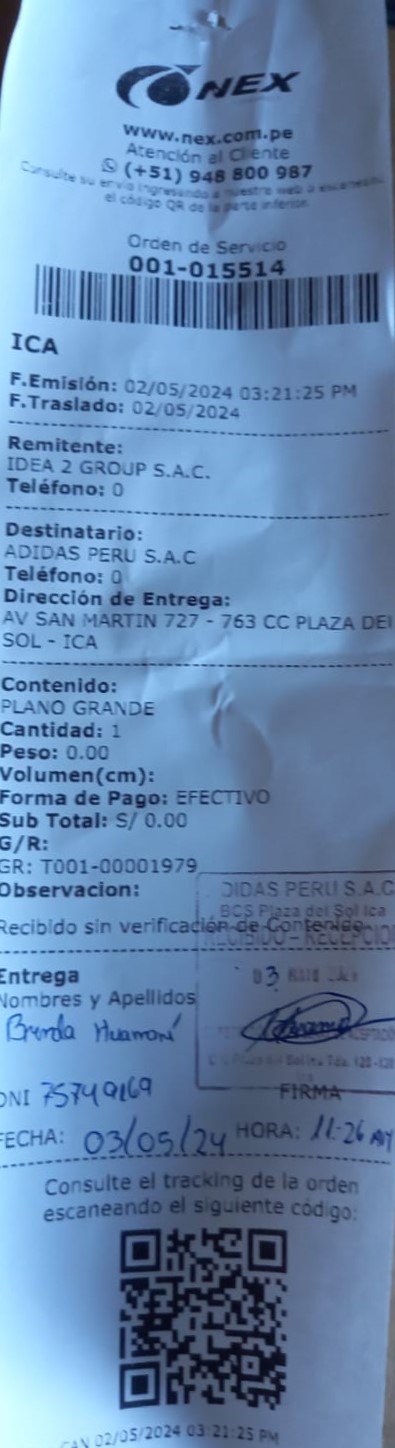 NEX
www.nex.com.pe
Atención al Cliente
(+51) 948 800 987
Consulte su envío ingresando a nuestra web o escaneando
el código QR de la parte inferior.
Orden de Servicio
001-015514
ICA
F.Emisión: 02/05/2024 03:21:25 PM
F.Traslado: 02/05/2024
Remitente:
IDEA 2 GROUP S.A.C.
Teléfono: 0
Destinatario:
ADIDAS PERU S.A.C
Teléfono: 0
Dirección de Entrega:
AV SAN MARTIN 727 - 763 CC PLAZA DEL
SOL - ICA
Contenido:
PLANO GRANDE
Cantidad: 1
Peso: 0.00
Volumen(cm):
Forma de Pago: EFECTIVO
Sub Total: S/ 0.00
G/R:
GR: T001-00001979
Observacion:
DIDAS PERU S.A.C
BCS Plaza del Sol Ica
Recibido sin verificación de Contenido
RECIBIDO - RECEPCIO
Entrega
03
Nombres y Apellidos
Brenda Huamaní
DNI 75749169
FIRMA
FECHA: 03/05/24 HORA: 11:26 AM
Consulte el tracking de la orden
escaneando el siguiente código:
CAN 02/05/2024 03:21:25 PM